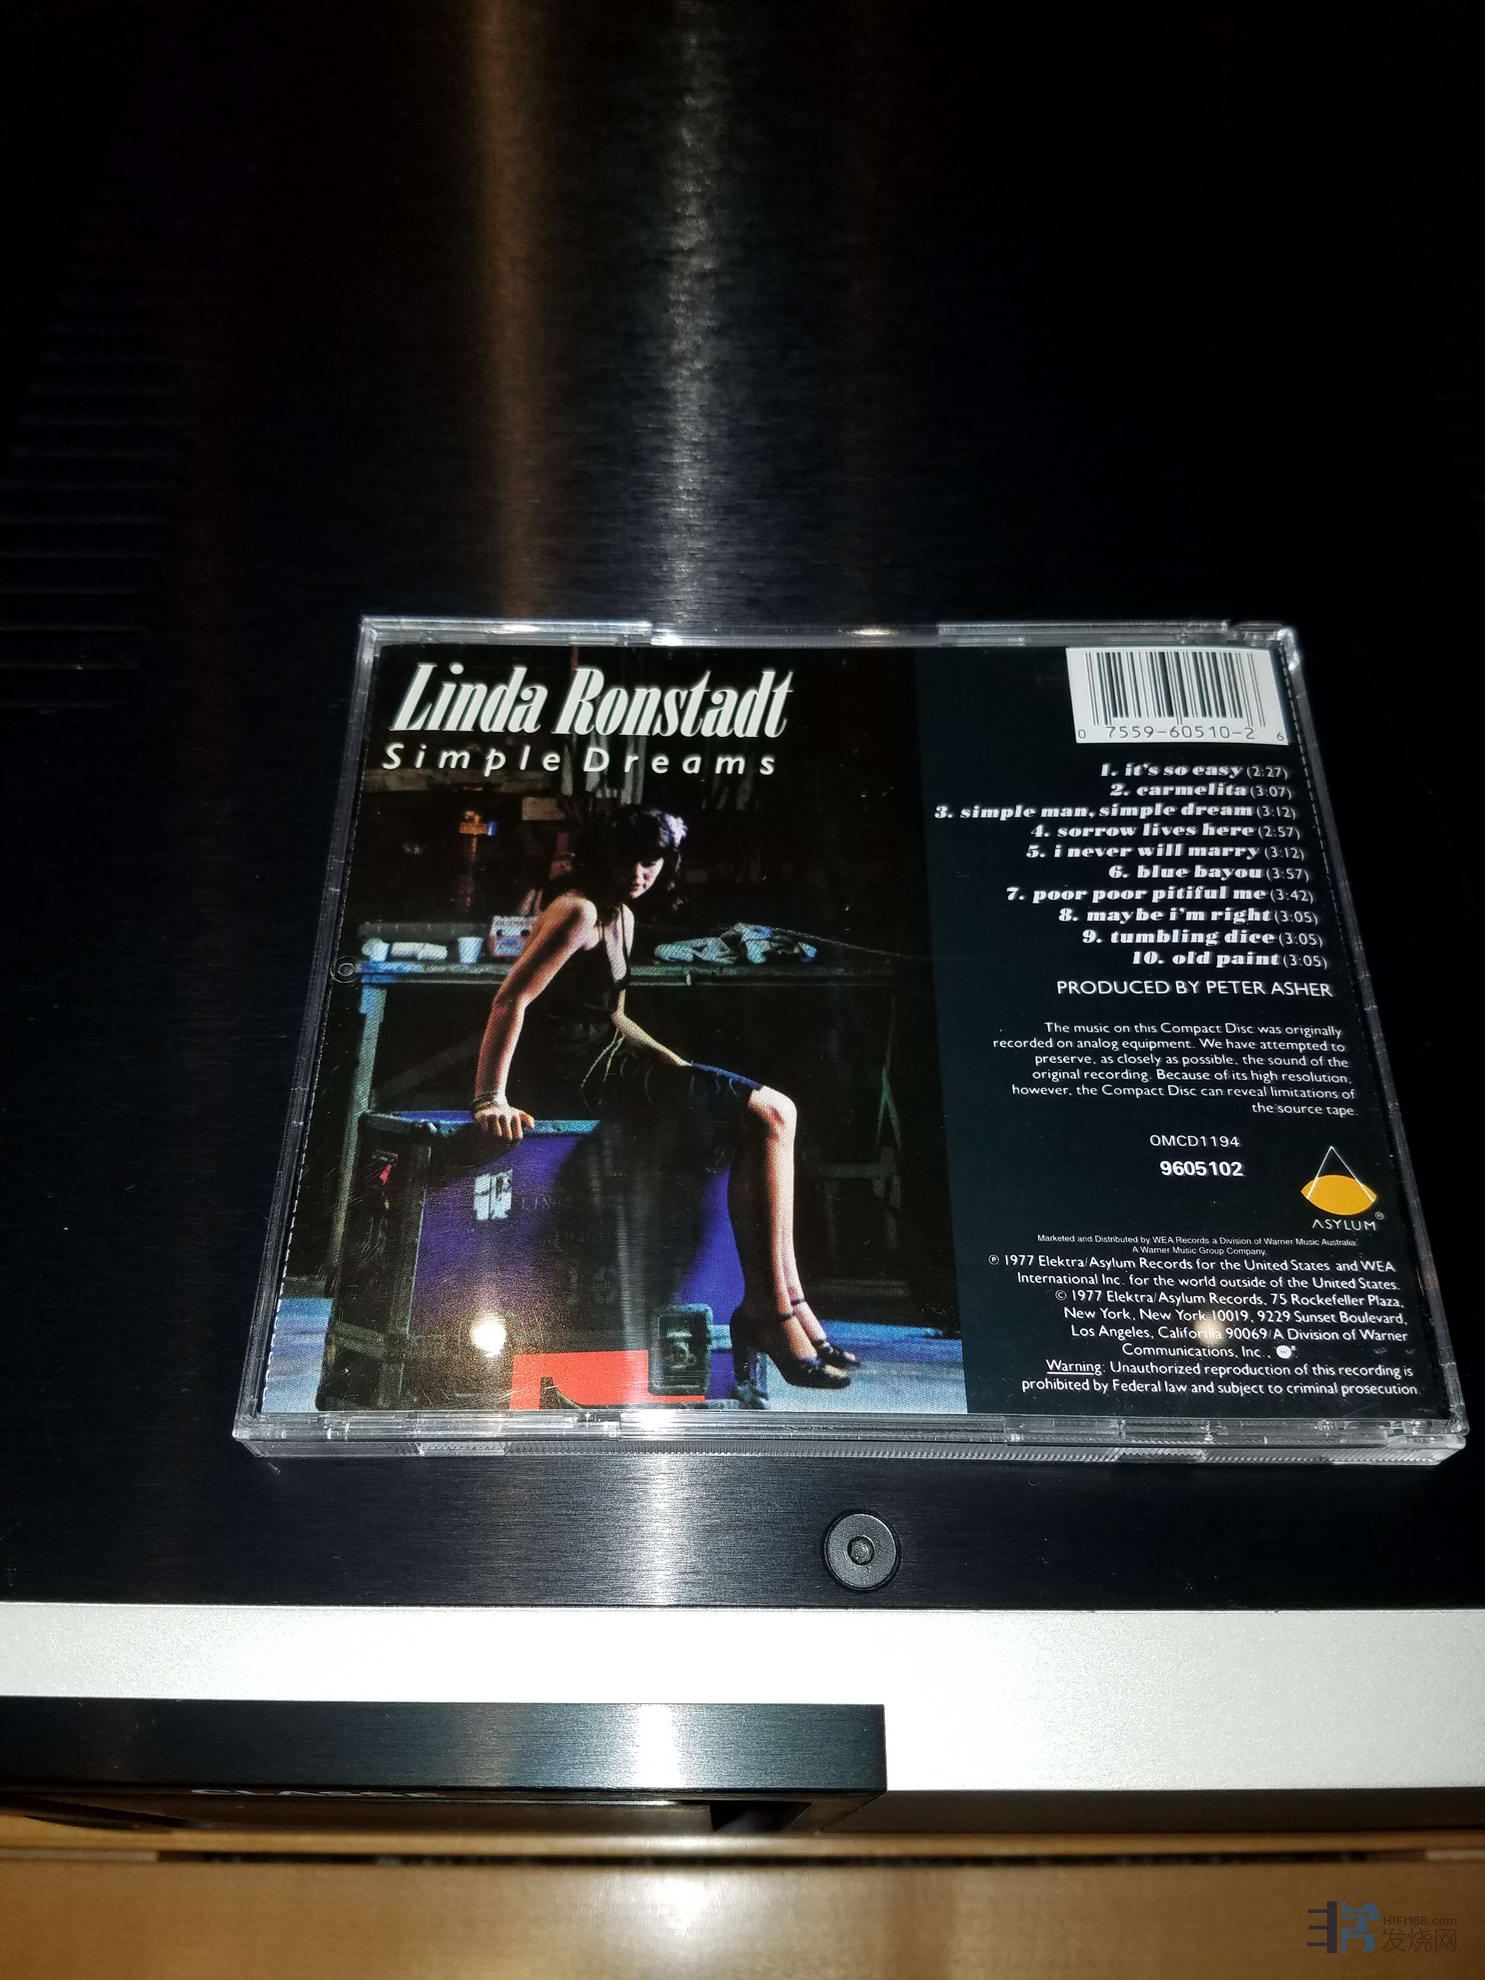 Linda Ronstadt
Simple Dreams
0 7559-60510-2 6
1. it's so easy (2:27)
2. carmelita (3:07)
3. simple man, simple dream (3:12)
4. sorrow lives here (2:57)
5. i never will marry (3:12)
6. blue bayou (3:57)
7. poor poor pitiful me (3:42)
8. maybe i'm right (3:05)
9. tumbling dice (3:05)
10. old paint (3:05)
PRODUCED BY PETER ASHER
The music on this Compact Disc was originally
recorded on analog equipment. We have attempted to
preserve, as closely as possible, the sound of the
original recording. Because of its high resolution,
however, the Compact Disc can reveal limitations of
the source tape.
OMCD1194
9605102
ASYLUM®
Marketed and Distributed by WEA Records a Division of Warner Music Australia.
A Warner Music Group Company.
℗ 1977 Elektra/Asylum Records for the United States and WEA
International Inc. for the world outside of the United States.
© 1977 Elektra/Asylum Records, 75 Rockefeller Plaza,
New York, New York 10019, 9229 Sunset Boulevard,
Los Angeles, California 90069/A Division of Warner
Communications, Inc.,
Warning: Unauthorized reproduction of this recording is
prohibited by Federal law and subject to criminal prosecution.
HIFI168.com
发烧网